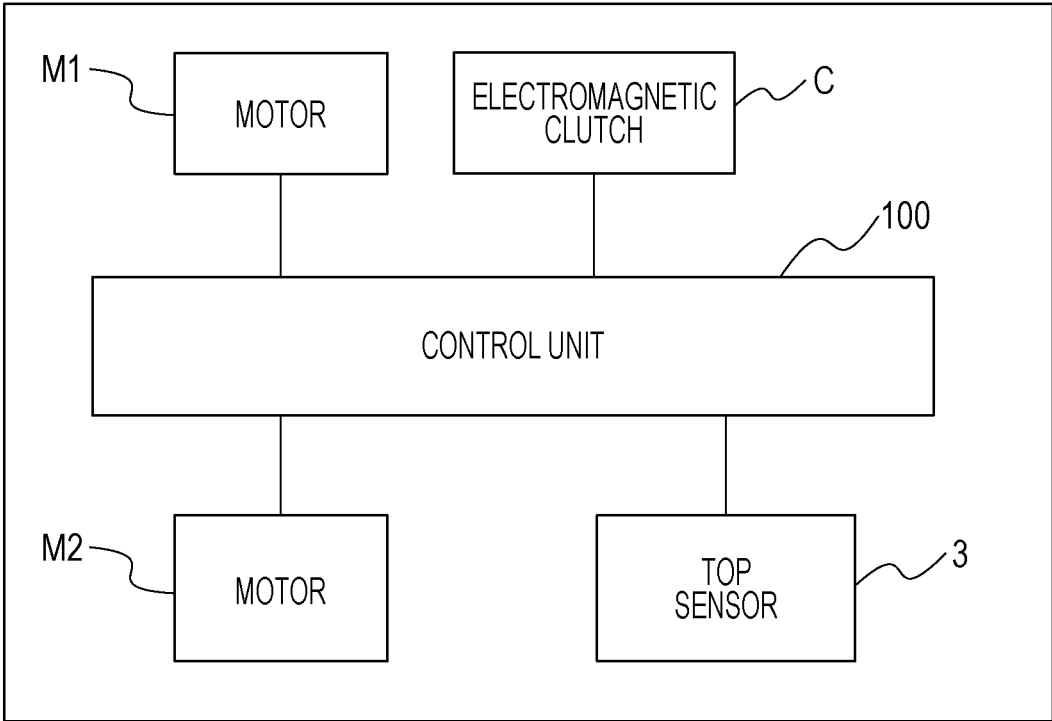 M1
MOTOR
ELECTROMAGNETIC
CLUTCH
C
100
CONTROL UNIT
M2
MOTOR
TOP
SENSOR
3